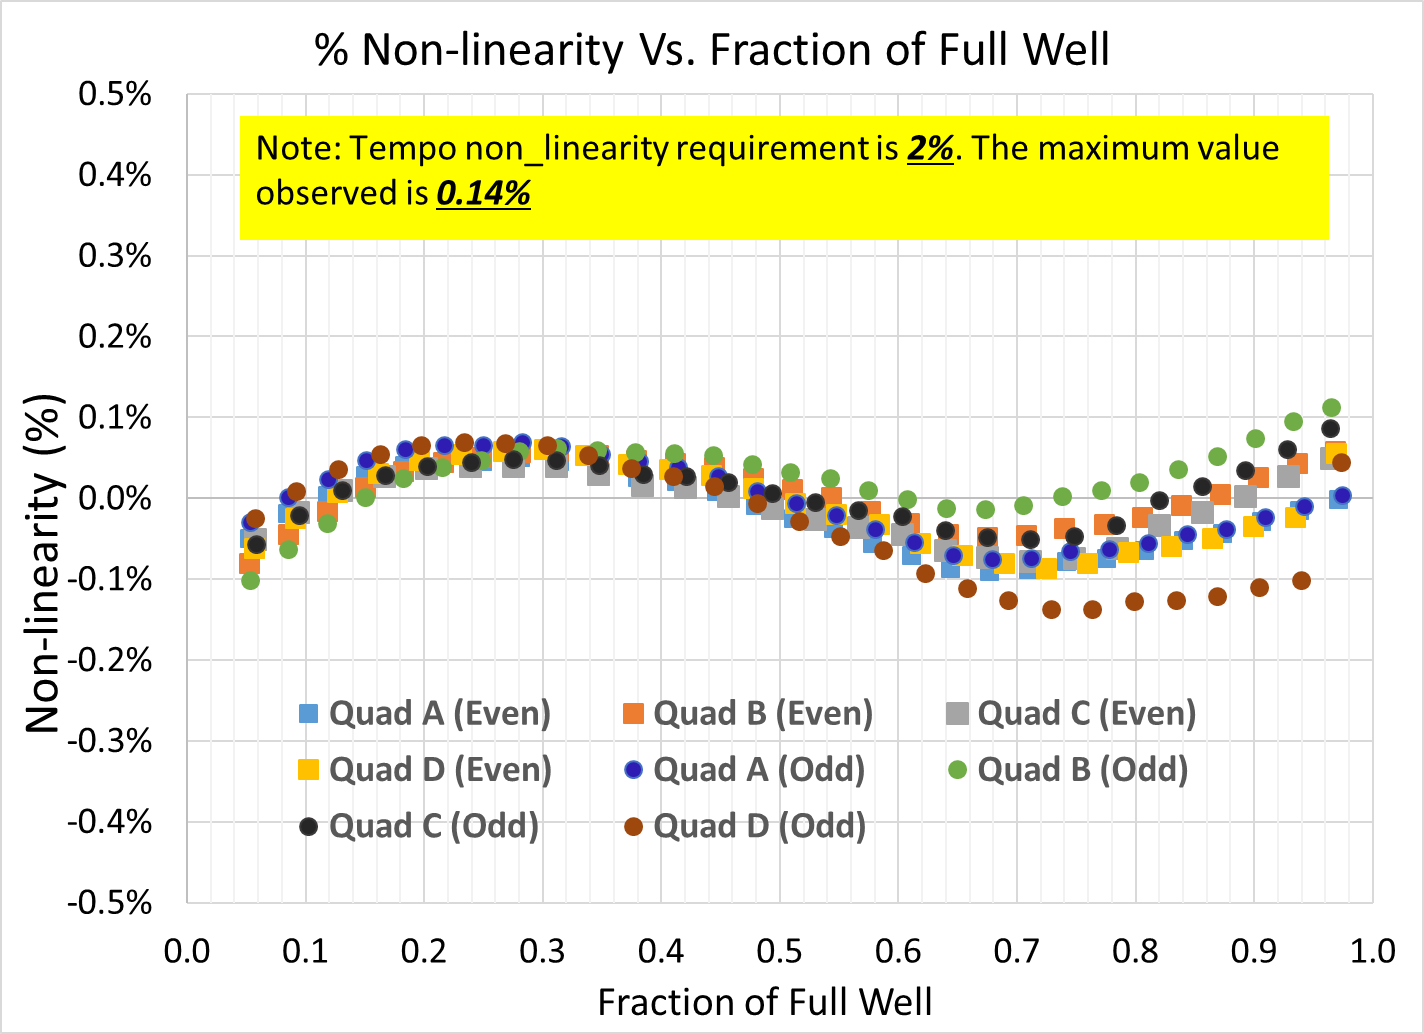 % Non-linearity Vs. Fraction of Full Well
0.5%
Note: Tempo non_linearity requirement is 2%. The maximum value
observed is 0.14%
0.4%
0.3%
0.2%
0.1%
0.0%
-0.1%
-0.2%
-0.3%
-0.4%
-0.5%
Non-linearity (%)
Quad A (Even) Quad B (Even) Quad C (Even)
Quad D (Even) Quad A (Odd) Quad B (Odd)
Quad C (Odd) Quad D (Odd)
0.0 0.1 0.2 0.3 0.4 0.5 0.6 0.7 0.8 0.9 1.0
Fraction of Full Well